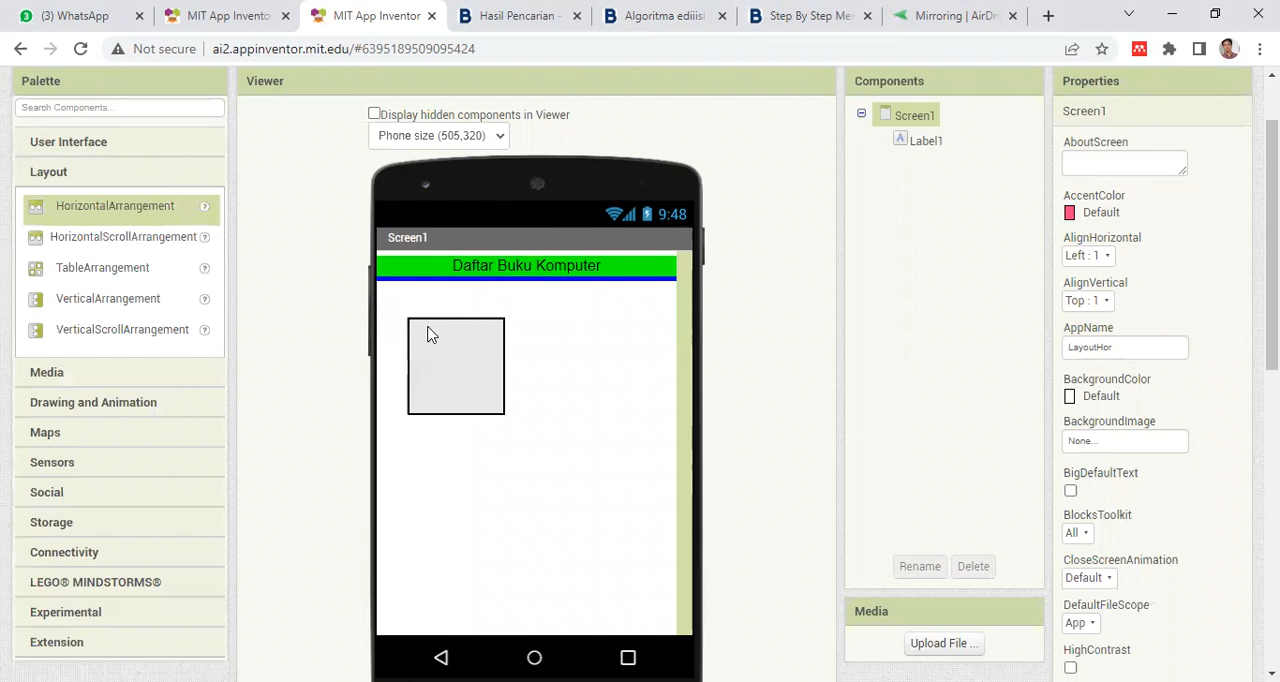 (3) WhatsApp
MIT App Invento
MIT App Inventor
Hasil Pencarian -
Algoritma ediiisi
Step By Step Me
Mirroring | AirDr
Not secure
ai2.appinventor.mit.edu/#6395189509095424
Palette
Search Components...
User Interface
Layout
HorizontalArrangement
HorizontalScrollArrangement
TableArrangement
VerticalArrangement
VerticalScrollArrangement
Media
Drawing and Animation
Maps
Sensors
Social
Storage
Connectivity
LEGO® MINDSTORMS®
Experimental
Extension
Viewer
Display hidden components in Viewer
Phone size (505,320)
9:48
Screen1
Daftar Buku Komputer
Components
Screen1
A Label1
Rename
Delete
Media
Upload File ...
Properties
Screen1
AboutScreen
AccentColor
Default
AlignHorizontal
Left : 1
AlignVertical
Top : 1
AppName
LayoutHor
BackgroundColor
Default
BackgroundImage
None...
BigDefaultText
BlocksToolkit
All
CloseScreenAnimation
Default
DefaultFileScope
App
HighContrast